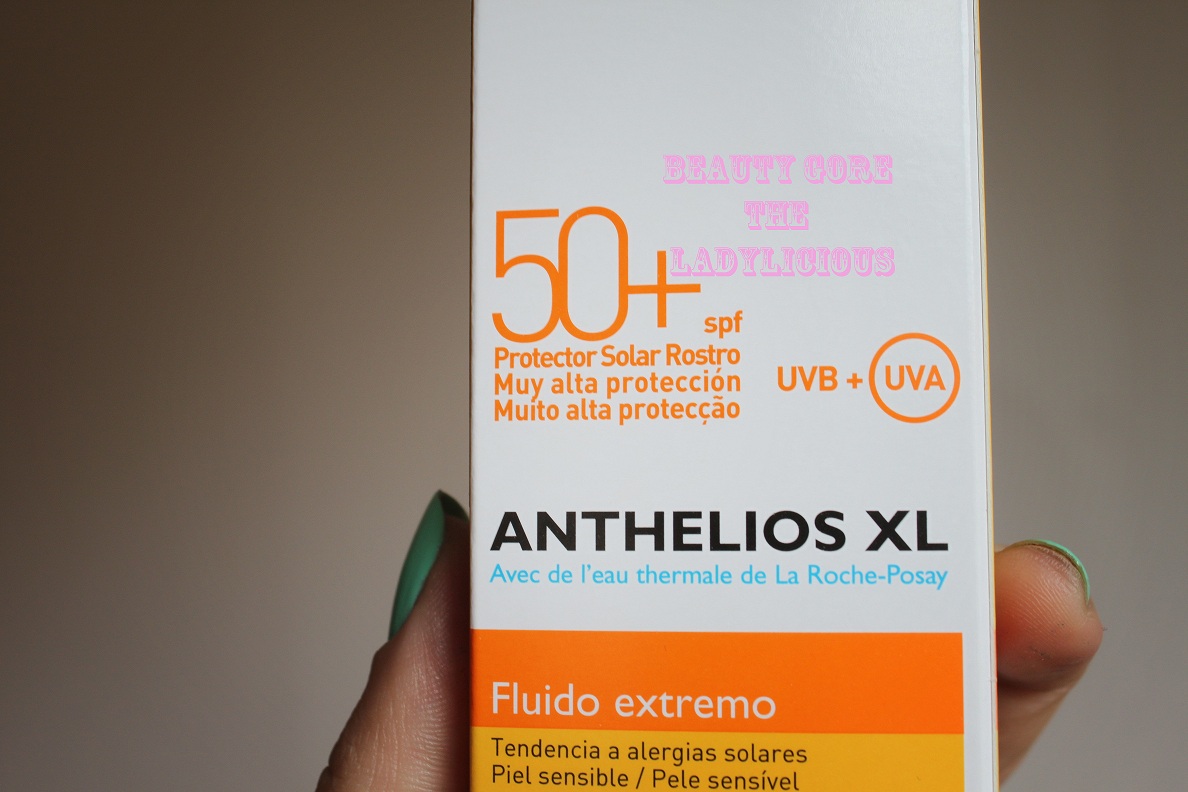 BEAUTY GORE
THE
LADYLICIOUS
50+ spf
Protector Solar Rostro
Muy alta protección
Muito alta protecção
UVB + UVA
ANTHELIOS XL
Avec de l'eau thermale de La Roche-Posay
Fluido extremo
Tendencia a alergias solares
Piel sensible / Pele sensível